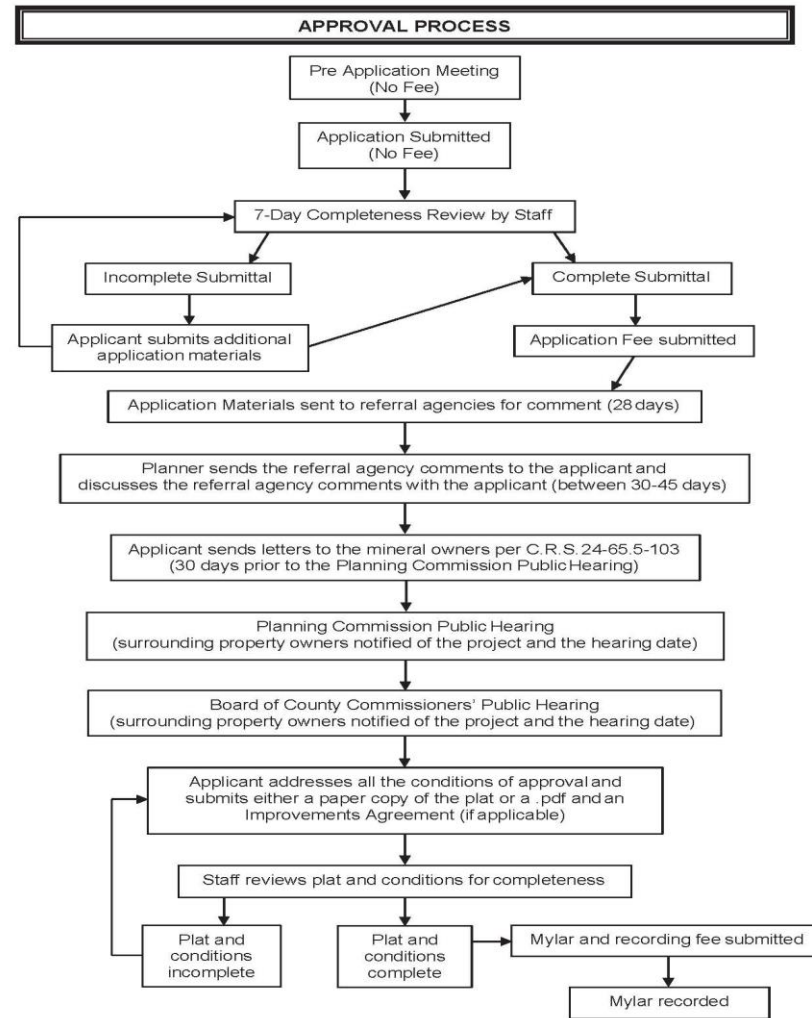 APPROVAL PROCESS
Pre Application Meeting
(No Fee)
Application Submitted
(No Fee)
7-Day Completeness Review by Staff
Incomplete Submittal
Complete Submittal
Applicant submits additional
application materials
Application Fee submitted
Application Materials sent to referral agencies for comment (28 days)
Planner sends the referral agency comments to the applicant and
discusses the referral agency comments with the applicant (between 30-45 days)
Applicant sends letters to the mineral owners per C.R.S. 24-65.5-103
(30 days prior to the Planning Commission Public Hearing)
Planning Commission Public Hearing
(surrounding property owners notified of the project and the hearing date)
Board of County Commissioners' Public Hearing
(surrounding property owners notified of the project and the hearing date)
Applicant addresses all the conditions of approval and
submits either a paper copy of the plat or a .pdf and an
Improvements Agreement (if applicable)
Staff reviews plat and conditions for completeness
Plat and
conditions
incomplete
Plat and
conditions
complete
Mylar and recording fee submitted
Mylar recorded